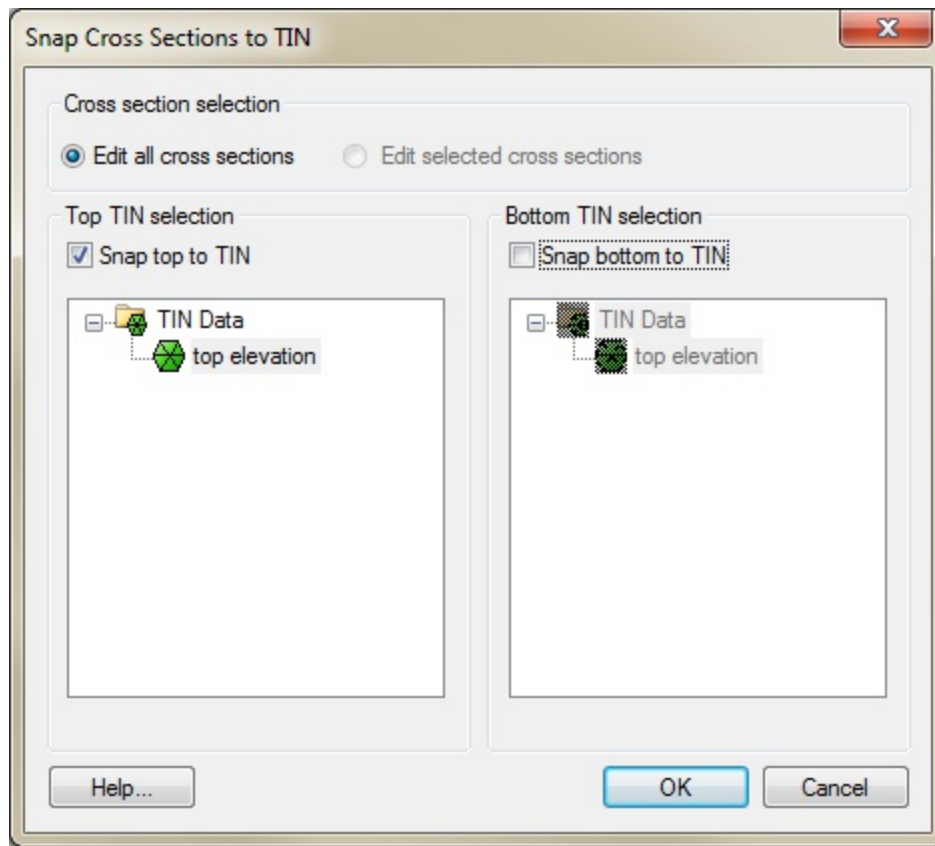 Snap Cross Sections to TIN
Cross section selection
Edit all cross sections
Edit selected cross sections
Top TIN selection
Snap top to TIN
TIN Data
top elevation
Bottom TIN selection
Snap bottom to TIN
TIN Data
top elevation
Help...
OK
Cancel